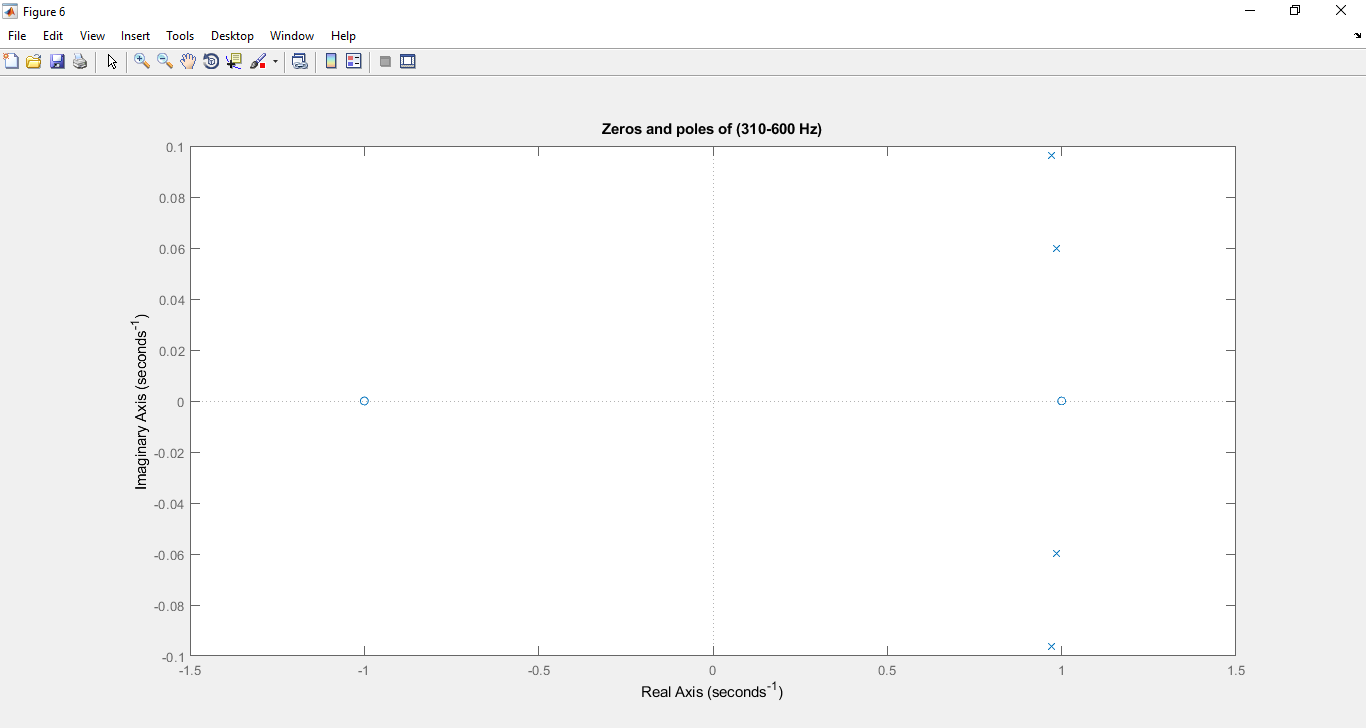 Figure 6
File Edit View Insert Tools Desktop Window Help
Zeros and poles of (310-600 Hz)
0.1
0.08
0.06
0.04
0.02
0
-0.02
-0.04
-0.06
-0.08
-0.1
Imaginary Axis (seconds⁻¹)
-1.5 -1 -0.5 0 0.5 1 1.5
Real Axis (seconds⁻¹)